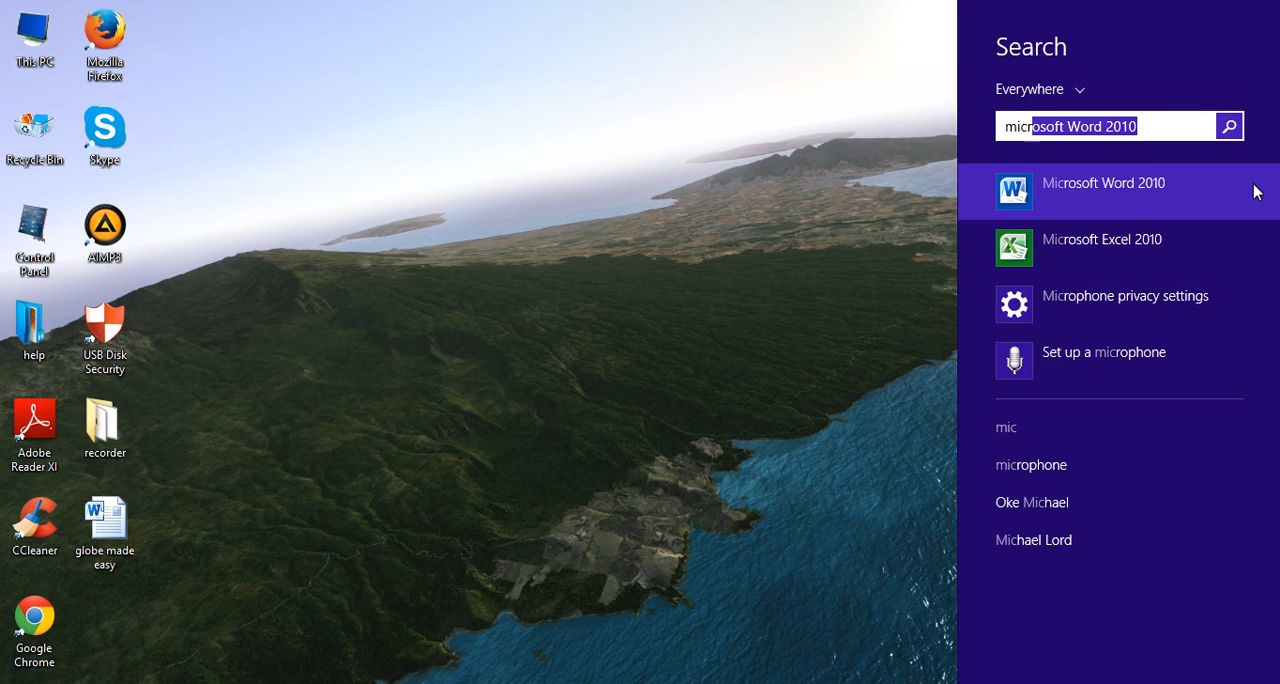 This PC
Mozilla
Firefox
Recycle Bin
Skype
Control
Panel
AIMP3
help
USB Disk
Security
Adobe
Reader XI
recorder
CCleaner
globe made
easy
Google
Chrome
Search
Everywhere
microsoft Word 2010
Microsoft Word 2010
Microsoft Excel 2010
Microphone privacy settings
Set up a microphone
mic
microphone
Oke Michael
Michael Lord